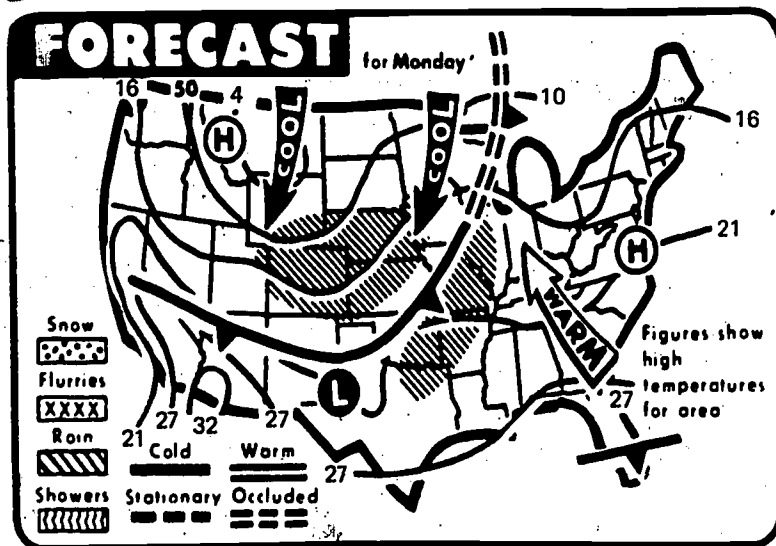 FORECAST for Monday
16 50 4 10
H COOL COOL 16
H 21
WARM
Snow
Flurries
XXXX
Rain
Showers
Cold Warm
Stationary Occluded
L
Figures show
high
temperatures
for area
21 27 32 27 27 27